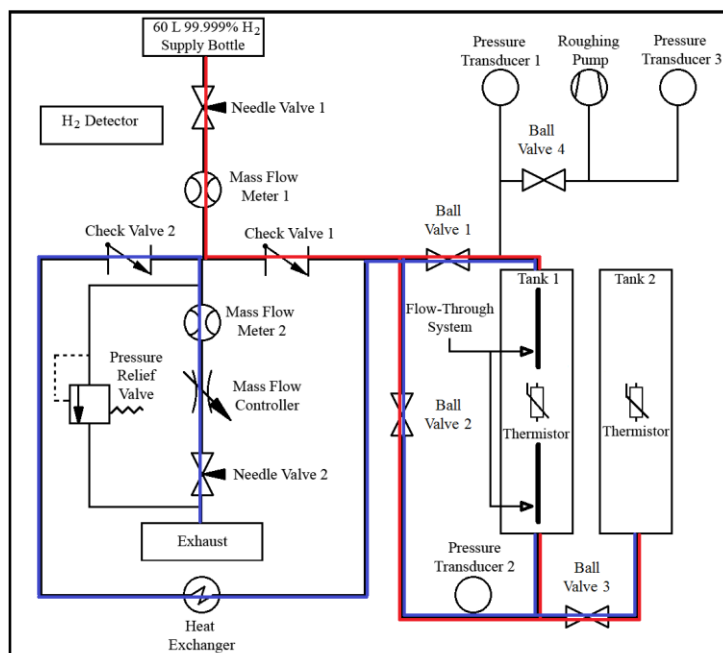 60 L 99.999% H₂
Supply Bottle
Needle Valve 1
H₂ Detector
Mass Flow
Meter 1
Check Valve 2
Check Valve 1
Pressure
Transducer 1
Roughing
Pump
Pressure
Transducer 3
Ball
Valve 4
Ball
Valve 1
Tank 1
Tank 2
Mass Flow
Meter 2
Flow-Through
System
Pressure
Relief
Valve
Mass Flow
Controller
Ball
Valve 2
Thermistor
Thermistor
Needle Valve 2
Exhaust
Pressure
Transducer 2
Ball
Valve 3
Heat
Exchanger